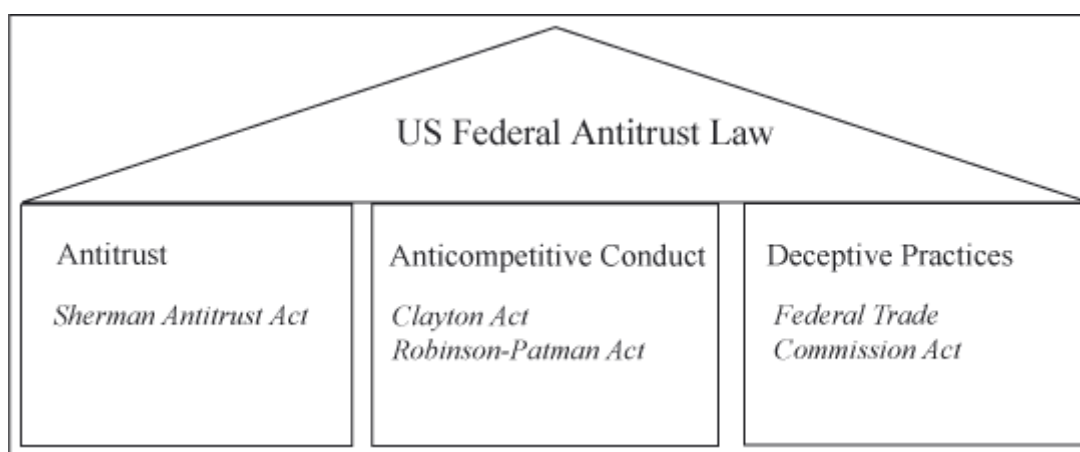 US Federal Antitrust Law
Antitrust
Sherman Antitrust Act
Anticompetitive Conduct
Clayton Act
Robinson-Patman Act
Deceptive Practices
Federal Trade
Commission Act